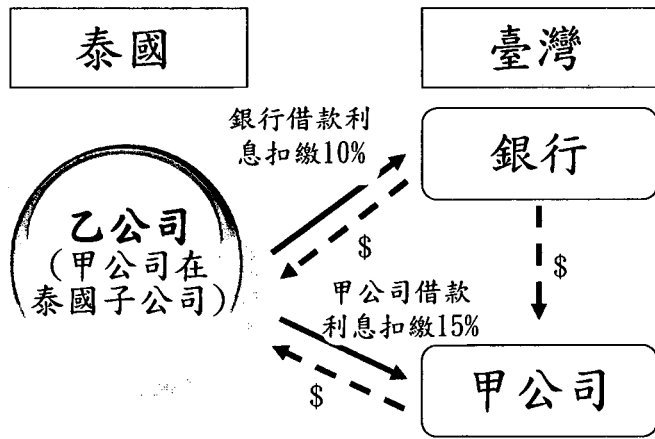 泰國
臺灣
銀行借款利
息扣繳10%
銀行
乙公司
(甲公司在
泰國子公司)
$
$
甲公司借款
利息扣繳15%
$
甲公司